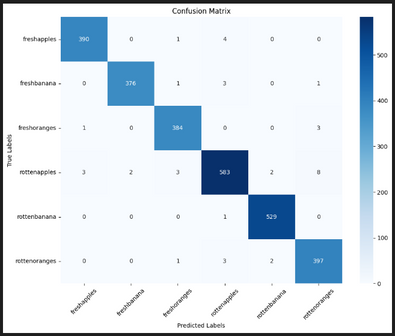 Confusion Matrix
freshapples 390 0 1 4 0 0
freshbanana 0 376 1 3 0 1
freshoranges 1 0 384 0 0 3
rottenapples 3 2 3 583 2 8
rottenbanana 0 0 0 1 529 0
rottenoranges 0 0 1 3 2 397
True Labels
freshapples freshbanana freshoranges rottenapples rottenbanana rottenoranges
Predicted Labels
500
400
300
200
100
0